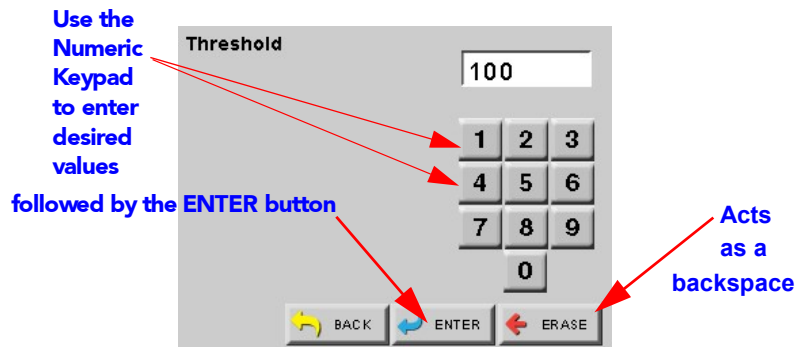 Use the
Numeric
Keypad
to enter
desired
values
followed by the ENTER button
Threshold
100
1 2 3
4 5 6
7 8 9
0
BACK ENTER ERASE
Acts
as a
backspace